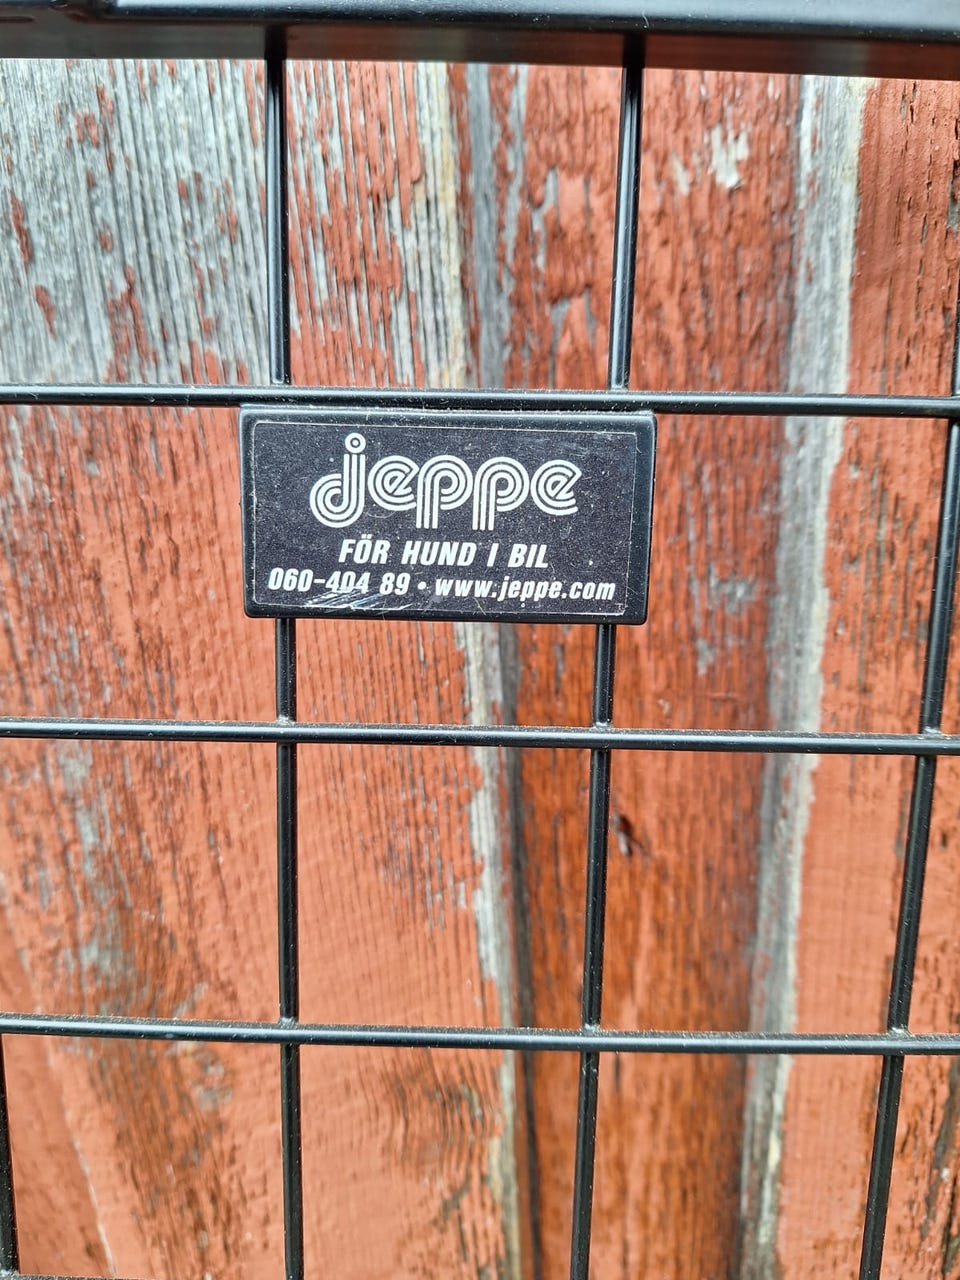 jeppe
FÖR HUND I BIL
060-404 89 • www.jeppe.com